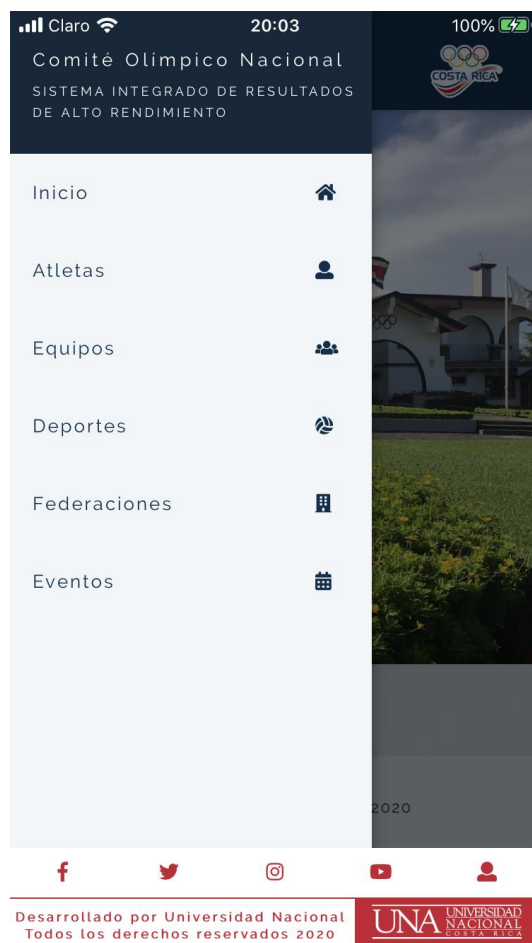 Claro
20:03
100%
Comité Olímpico Nacional
SISTEMA INTEGRADO DE RESULTADOS
DE ALTO RENDIMIENTO
COSTA RICA
Inicio
Atletas
Equipos
Deportes
Federaciones
Eventos
2020
Desarrollado por Universidad Nacional
Todos los derechos reservados 2020
UNA
UNIVERSIDAD
NACIONAL
COSTA RICA